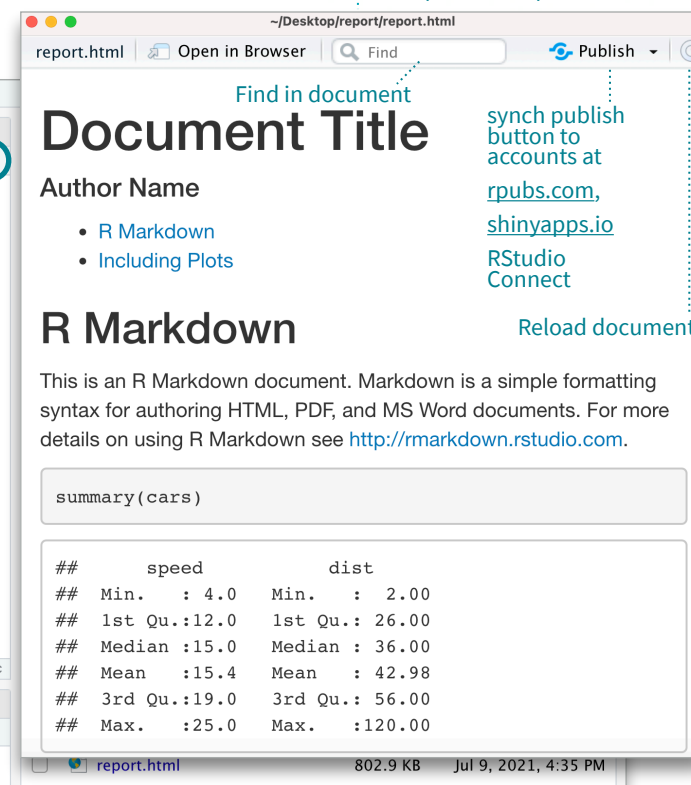 ~/Desktop/report/report.html
report.html Open in Browser Find Publish
Find in document
Document Title
synch publish
button to
accounts at
rpubs.com,
shinyapps.io
RStudio
Connect
Author Name
• R Markdown
• Including Plots
R Markdown
Reload document
This is an R Markdown document. Markdown is a simple formatting
syntax for authoring HTML, PDF, and MS Word documents. For more
details on using R Markdown see http://rmarkdown.rstudio.com.
summary(cars)
##      speed           dist
##  Min.   : 4.0   Min.   :  2.00
##  1st Qu.:12.0   1st Qu.: 26.00
##  Median :15.0   Median : 36.00
##  Mean   :15.4   Mean   : 42.98
##  3rd Qu.:19.0   3rd Qu.: 56.00
##  Max.   :25.0   Max.   :120.00
report.html 802.9 KB Jul 9, 2021, 4:35 PM